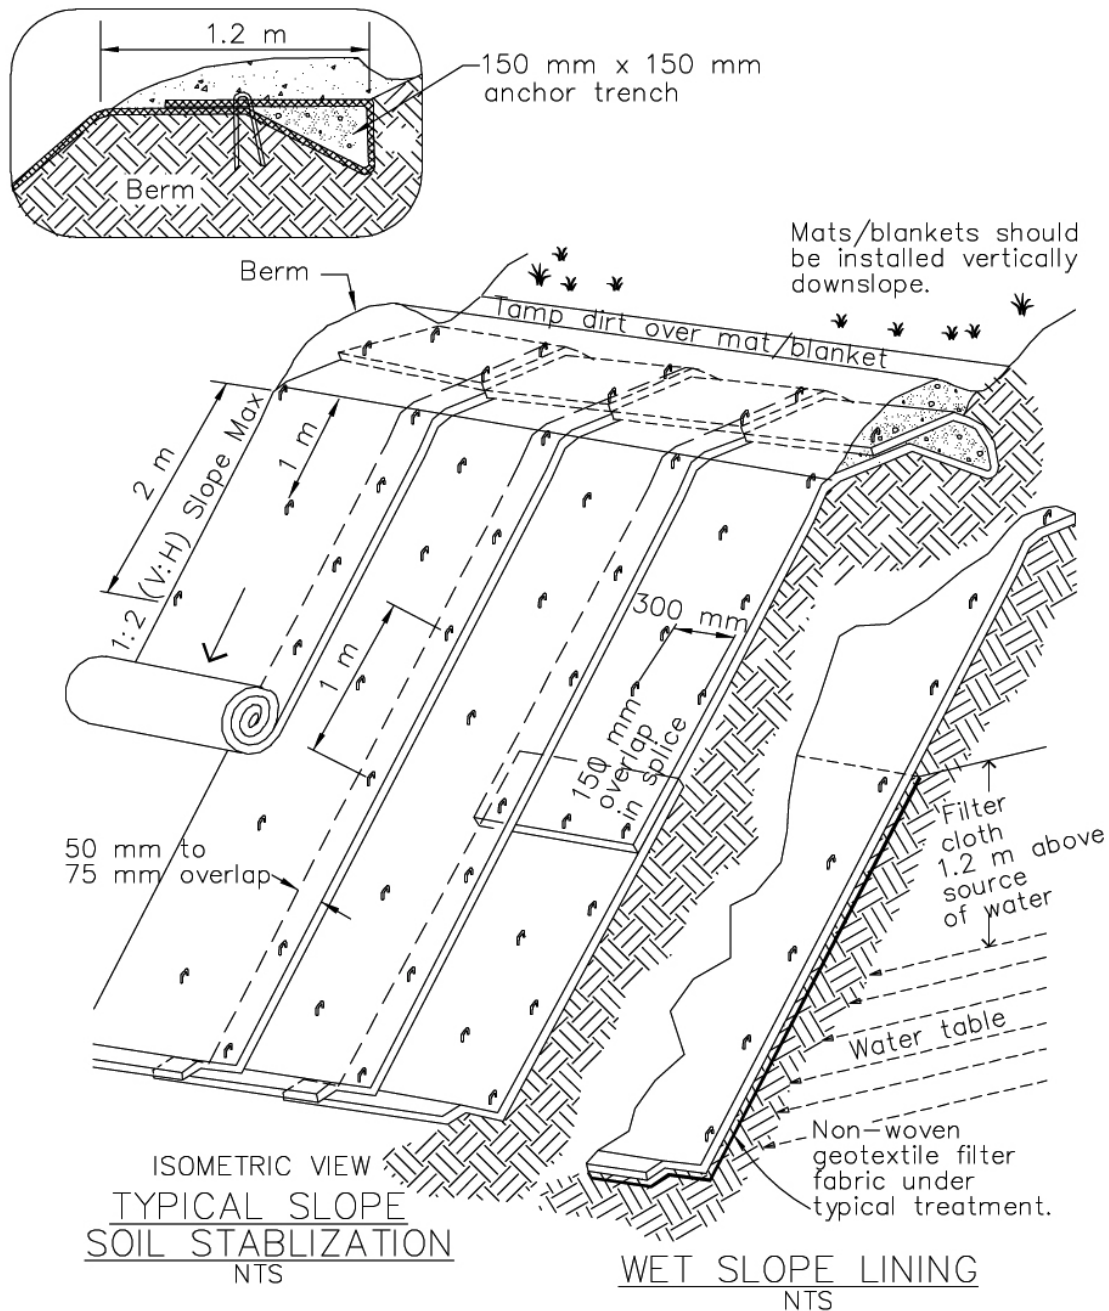 1.2 m
150 mm x 150 mm
anchor trench
Berm
Mats/blankets should
be installed vertically
downslope.
Berm
Tamp dirt over mat/blanket
2 m
1:2 (V:H) Slope Max
1 m
300 mm
1 m
150 mm
overlap
in splice
50 mm to
75 mm overlap
Filter
cloth
1.2 m above
source
of water
Water table
Non-woven
geotextile filter
fabric under
typical treatment.
ISOMETRIC VIEW
TYPICAL SLOPE
SOIL STABLIZATION
NTS
WET SLOPE LINING
NTS